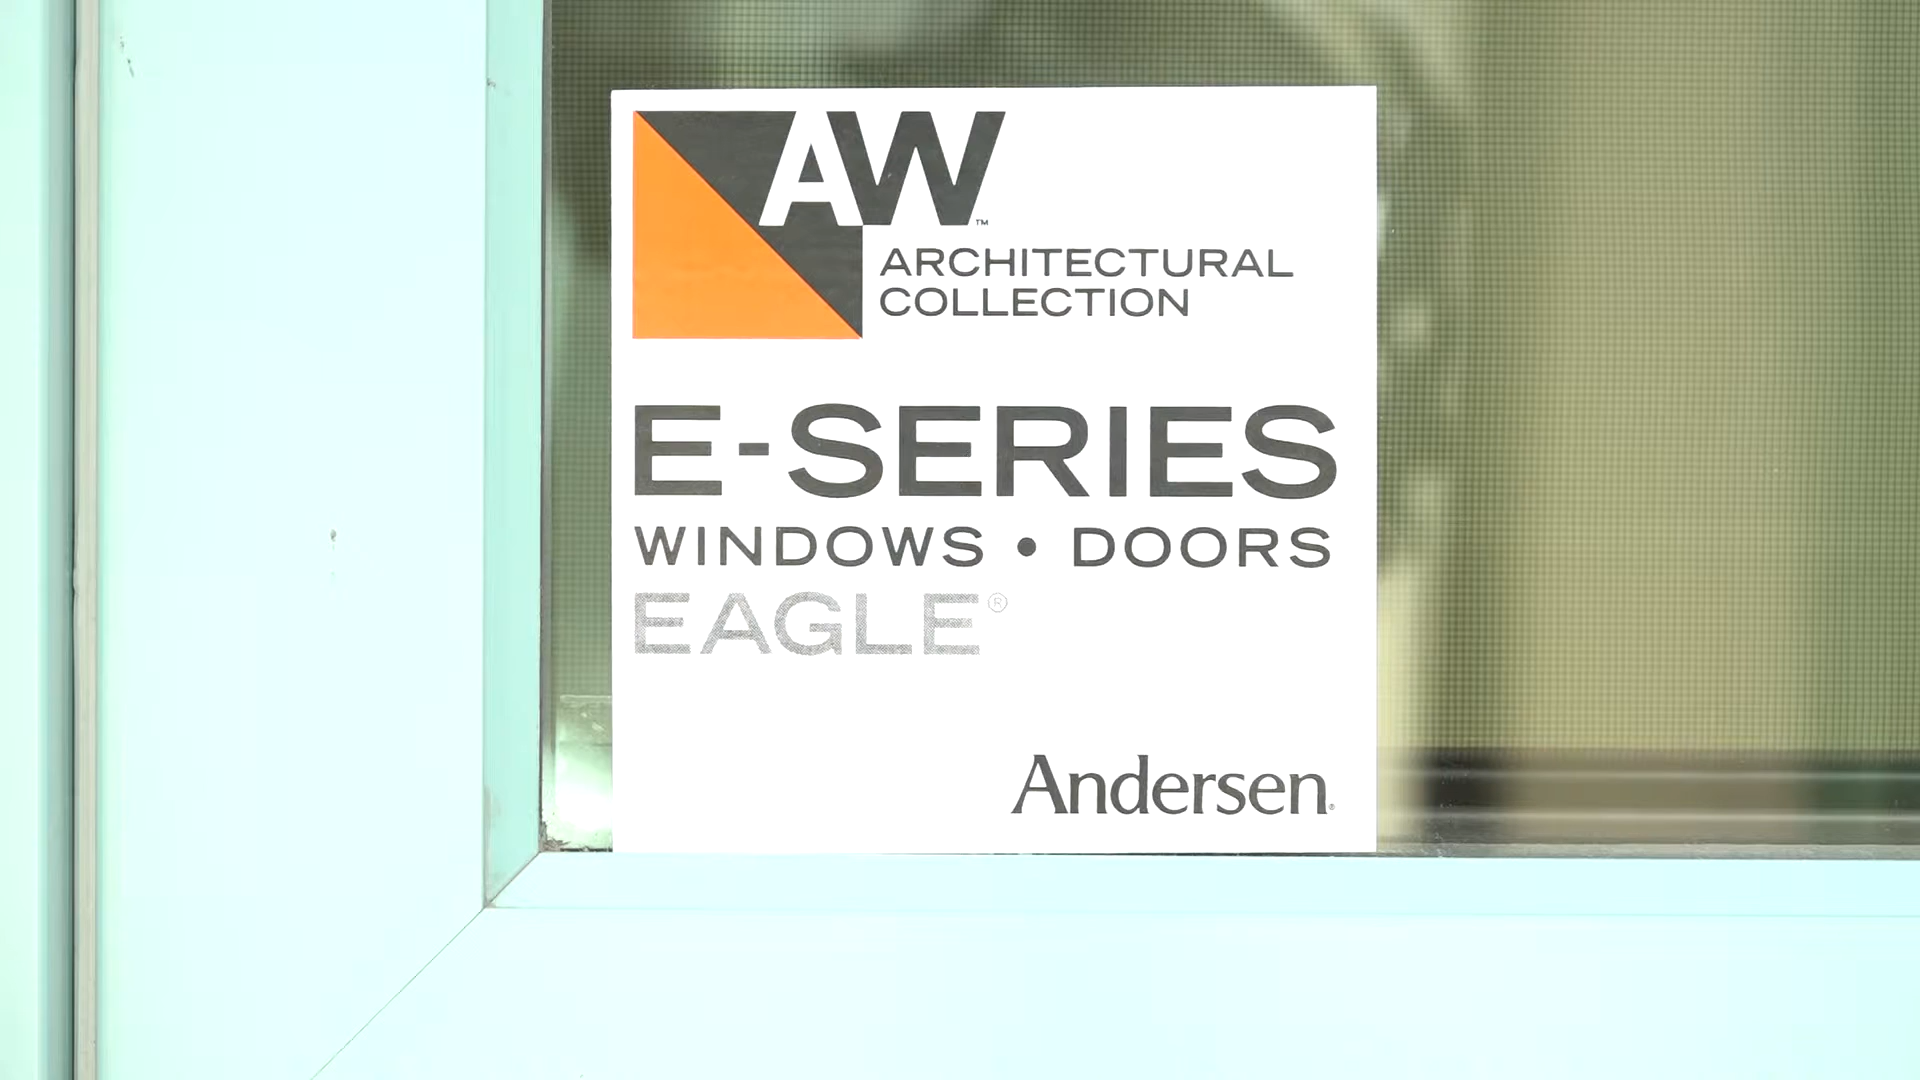 AW™
ARCHITECTURAL
COLLECTION
E-SERIES
WINDOWS • DOORS
EAGLE®
Andersen®